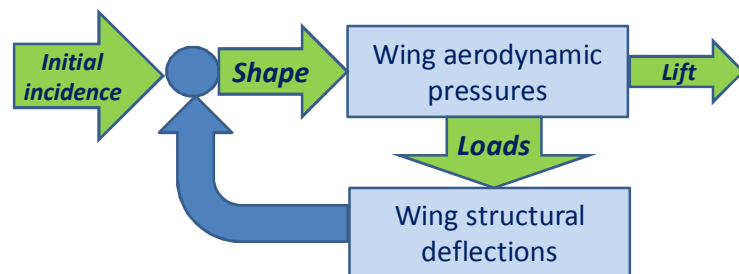 Initial
incidence
Shape
Wing aerodynamic
pressures
Lift
Loads
Wing structural
deflections